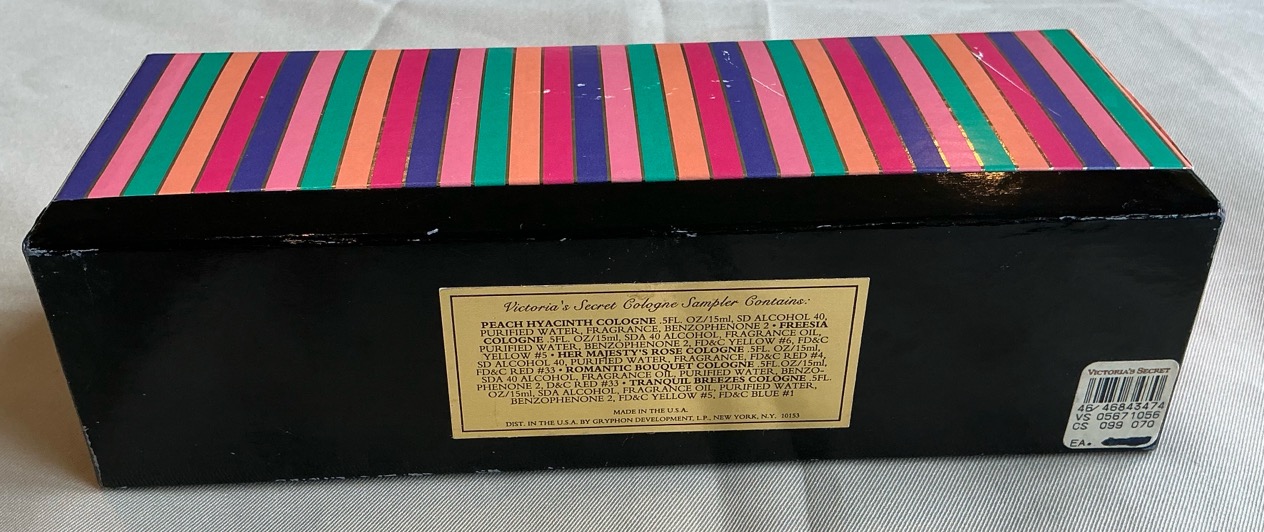 Victoria's Secret Cologne Sampler Contains:
PEACH HYACINTH COLOGNE .5FL. OZ/15ml, SD ALCOHOL 40,
PURIFIED WATER, FRAGRANCE, BENZOPHENONE 2 • FREESIA
COLOGNE .5FL. OZ/15ml, SDA 40 ALCOHOL, FRAGRANCE OIL,
PURIFIED WATER, BENZOPHENONE 2, FD&C YELLOW #6, FD&C
YELLOW #5 • HER MAJESTY'S ROSE COLOGNE .5FL. OZ/15ml,
SD ALCOHOL 40, PURIFIED WATER, FRAGRANCE, FD&C RED #4,
FD&C RED #33 • ROMANTIC BOUQUET COLOGNE .5FL OZ/15ml,
SDA 40 ALCOHOL, FRAGRANCE OIL, PURIFIED WATER, BENZO-
PHENONE 2, D&C RED #33 • TRANQUIL BREEZES COLOGNE .5FL.
OZ/15ml, SDA ALCOHOL, FRAGRANCE OIL, PURIFIED WATER,
BENZOPHENONE 2, FD&C YELLOW #5, FD&C BLUE #1
MADE IN THE U.S.A.
DIST. IN THE U.S.A. BY GRYPHON DEVELOPMENT, L.P., NEW YORK, N.Y. 10153
VICTORIA'S SECRET
46/46843474
VS 05671056
CS 099 070
EA.